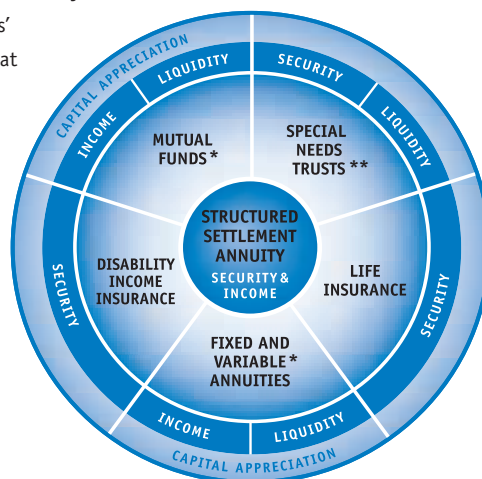 s’
at
CAPITAL APPRECIATION
INCOME
LIQUIDITY
SECURITY
LIQUIDITY
MUTUAL
FUNDS *
SPECIAL
NEEDS
TRUSTS **
STRUCTURED
SETTLEMENT
ANNUITY
SECURITY &
INCOME
SECURITY
DISABILITY
INCOME
INSURANCE
LIFE
INSURANCE
SECURITY
FIXED AND
VARIABLE *
ANNUITIES
INCOME
LIQUIDITY
CAPITAL APPRECIATION